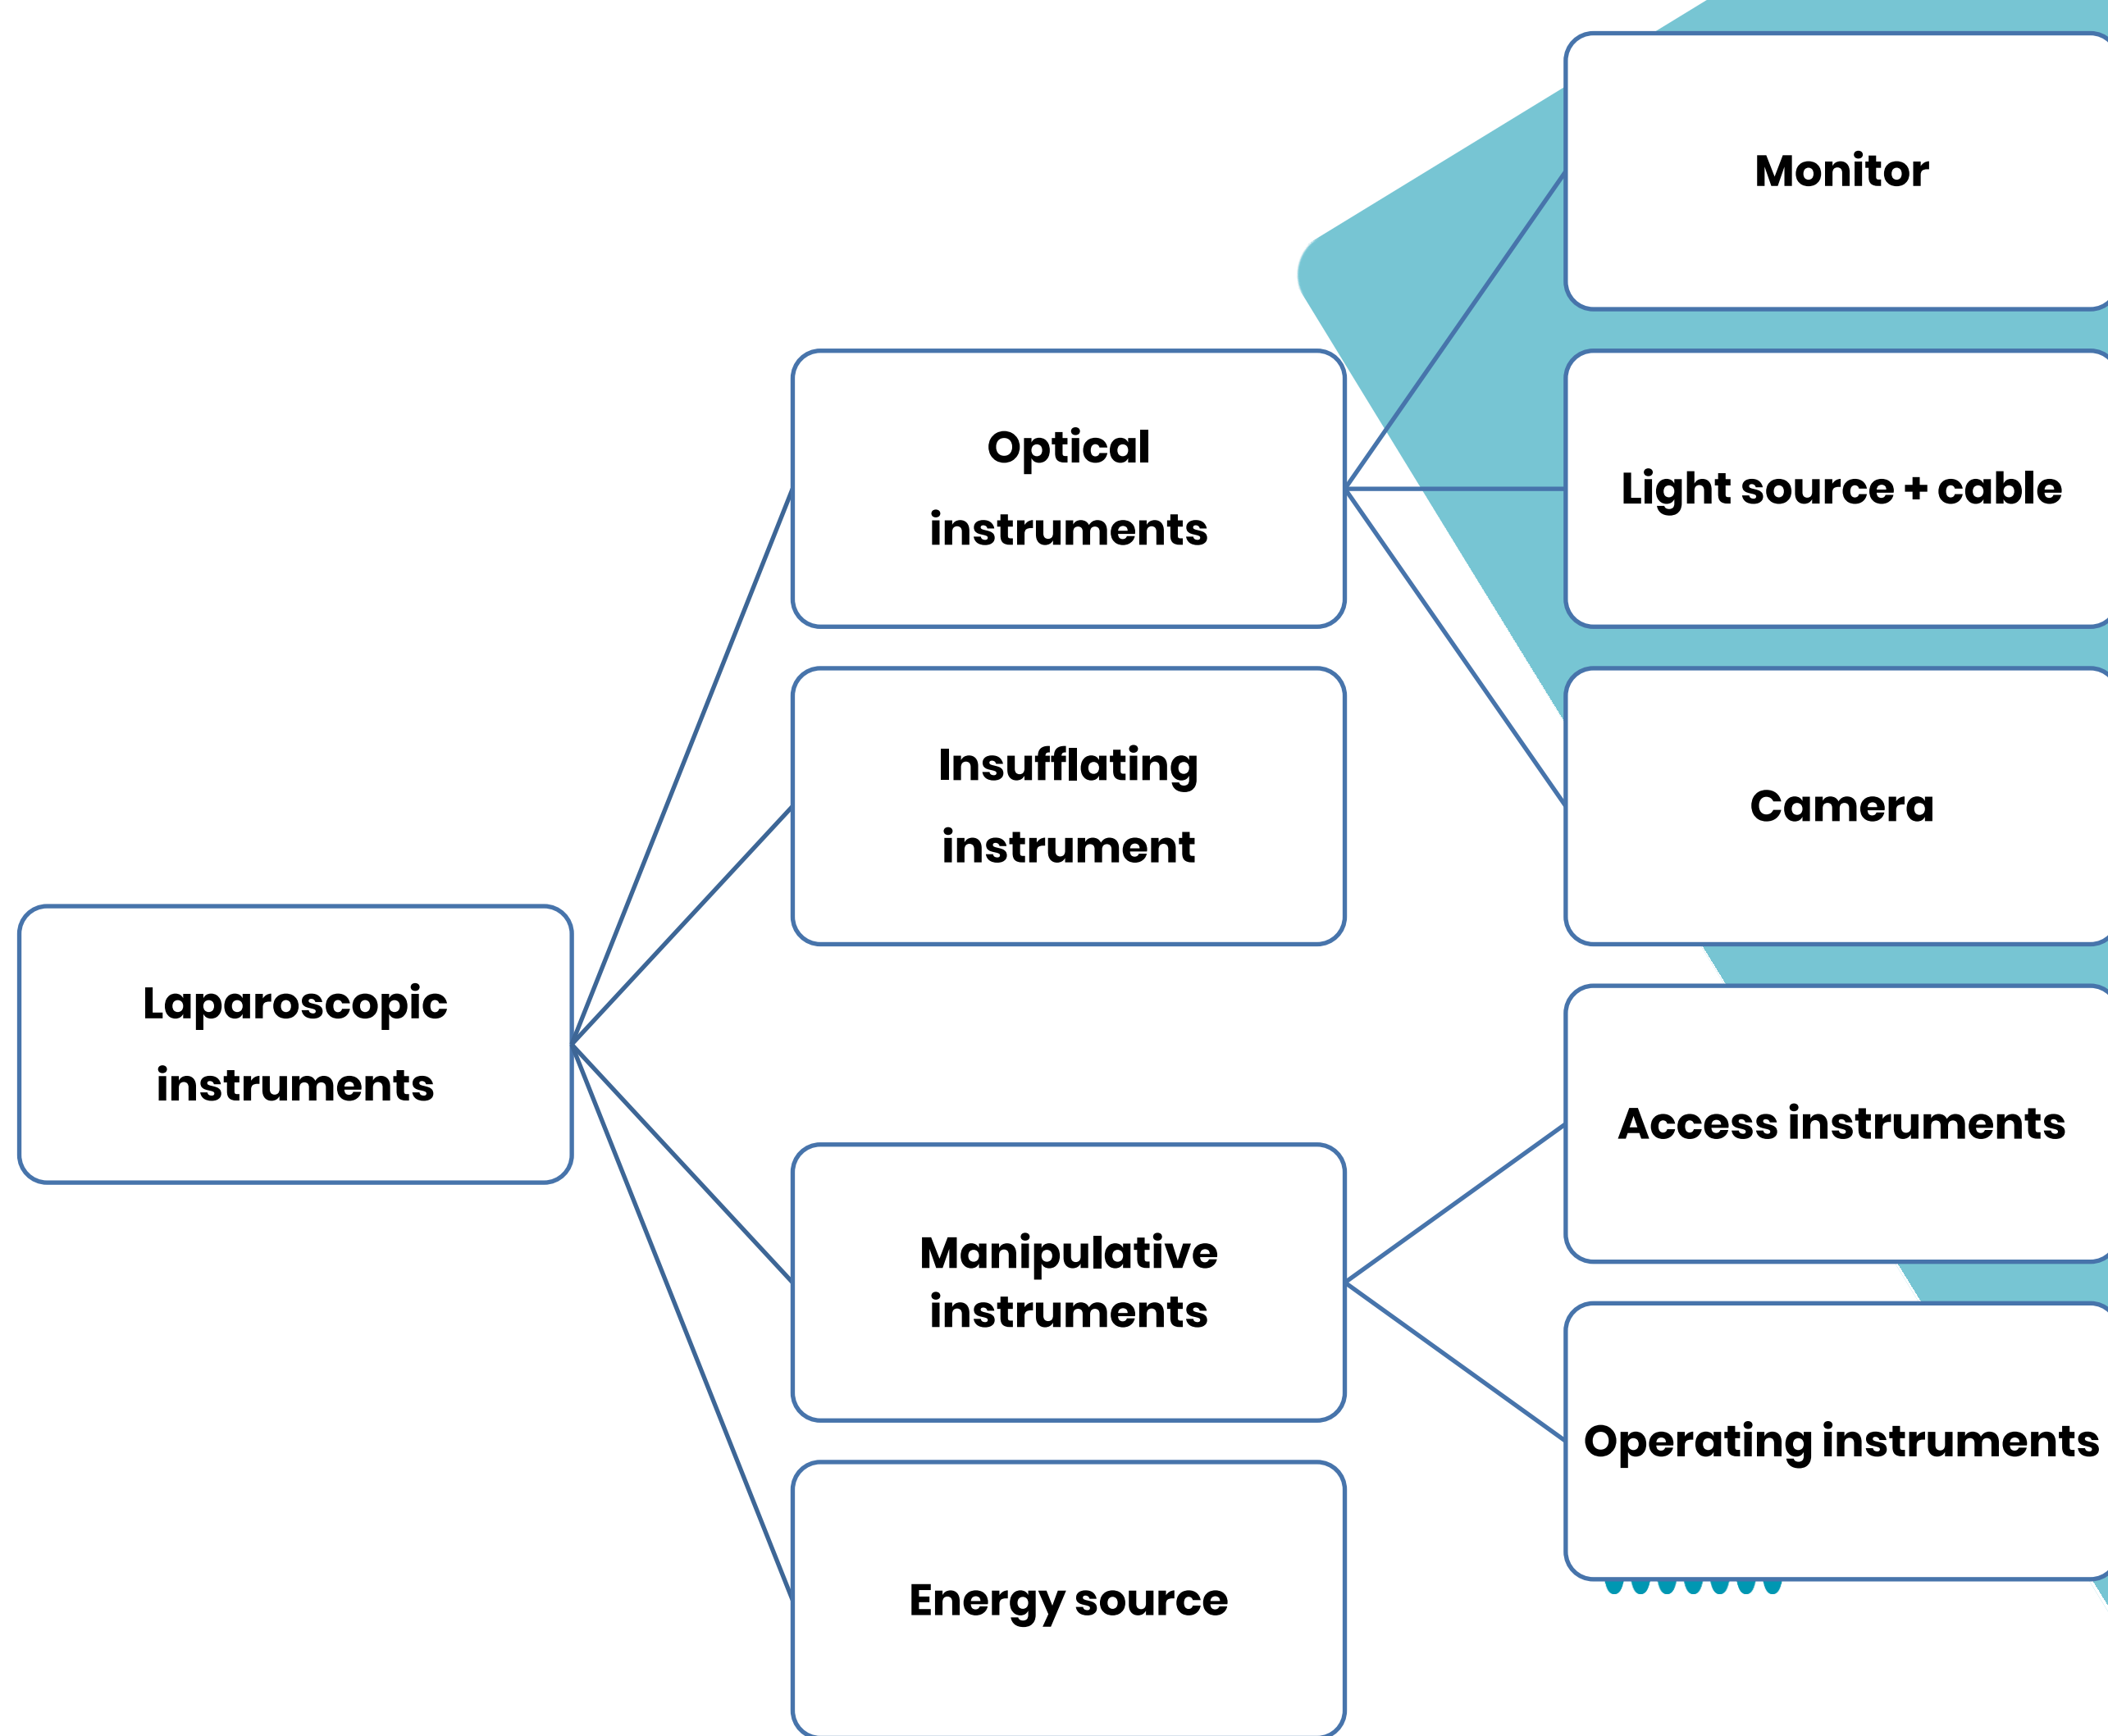 Laparoscopic
instruments
Optical
instruments
Insufflating
instrument
Manipulative
instruments
Energy source
Monitor
Light source + cable
Camera
Access instruments
Operating instruments